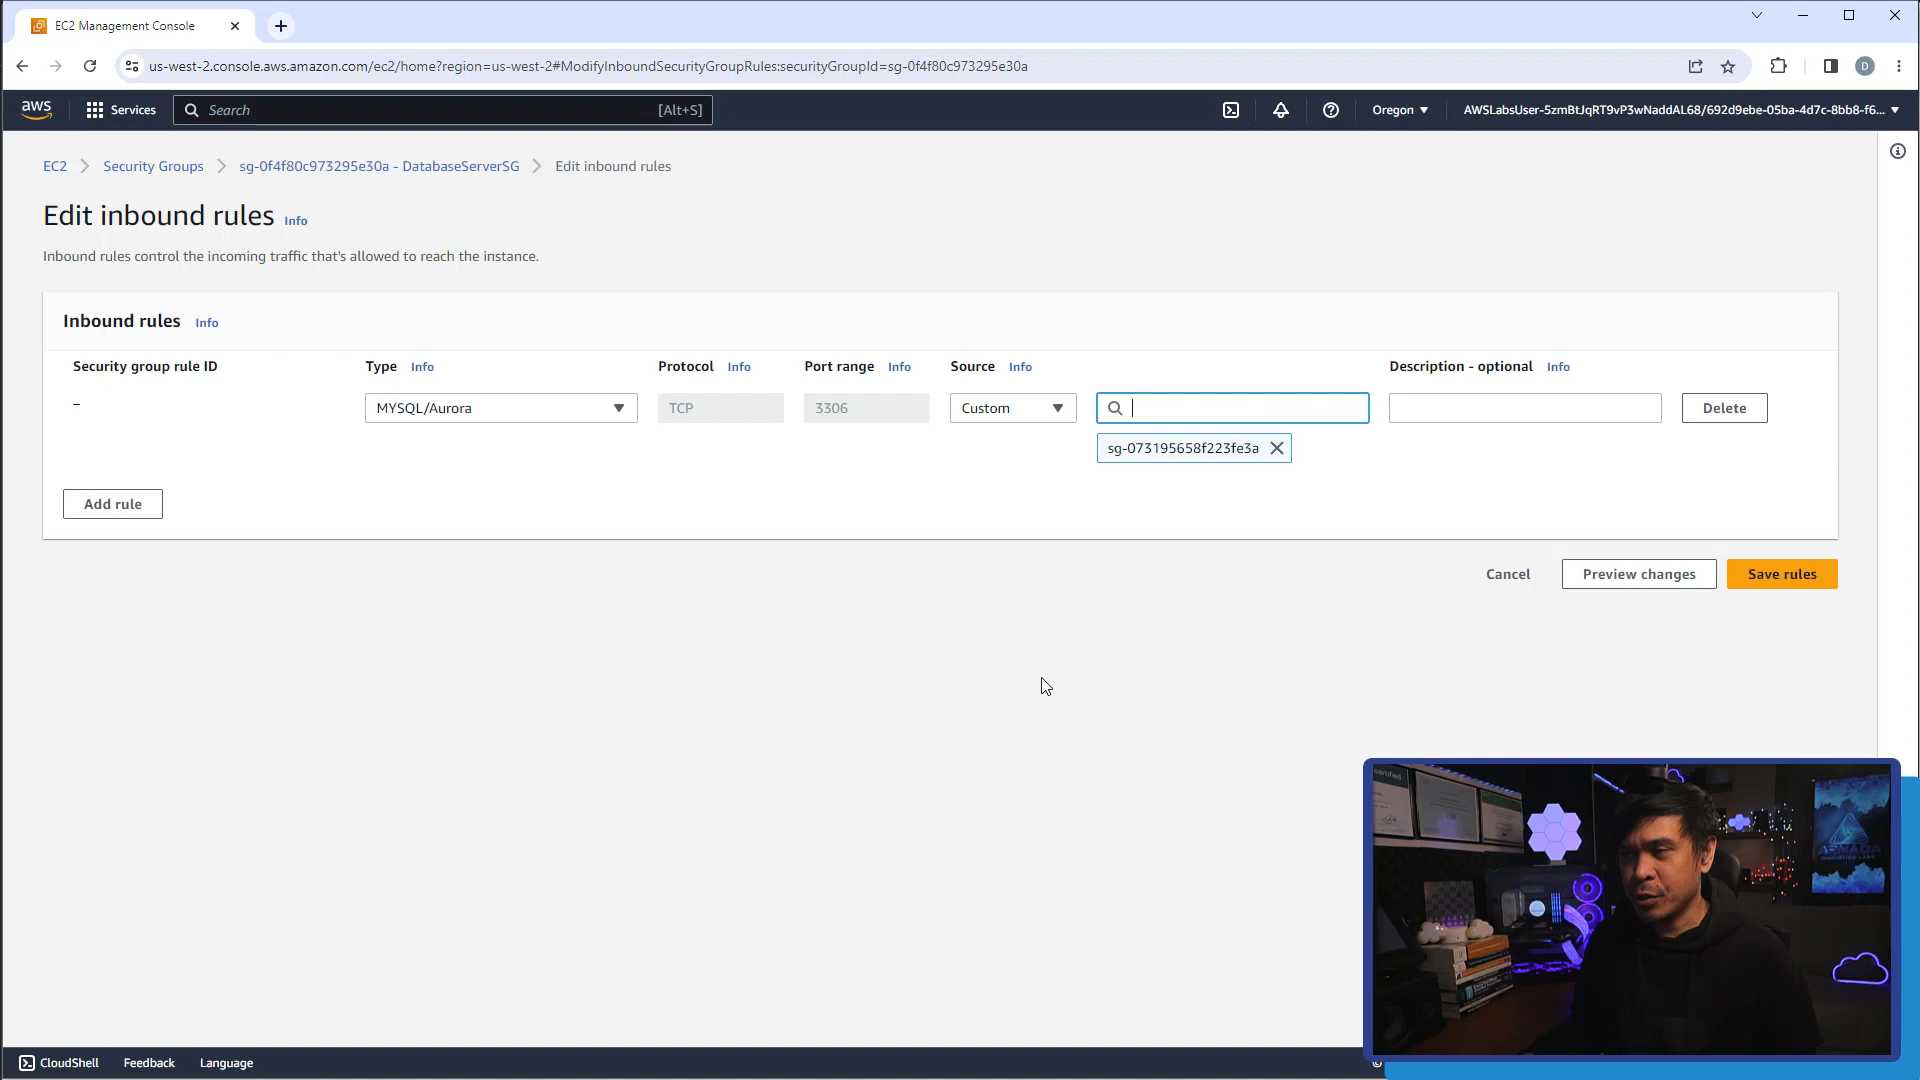 EC2 Management Console
us-west-2.console.aws.amazon.com/ec2/home?region=us-west-2#ModifyInboundSecurityGroupRules:securityGroupId=sg-0f4f80c973295e30a
D
aws
Services
Search
[Alt+S]
Oregon
AWSLabsUser-5zmBtJqRT9vP3wNaddAL68/692d9ebe-05ba-4d7c-8bb8-f6...
EC2
Security Groups
sg-0f4f80c973295e30a - DatabaseServerSG
Edit inbound rules
Edit inbound rules Info
Inbound rules control the incoming traffic that's allowed to reach the instance.
Inbound rules Info
Security group rule ID
Type Info
Protocol Info
Port range Info
Source Info
Description - optional Info
–
MYSQL/Aurora
TCP
3306
Custom
Delete
sg-073195658f223fe3a
Add rule
Cancel
Preview changes
Save rules
ARMADA
INNOVATION LABS
CloudShell
Feedback
Language
©